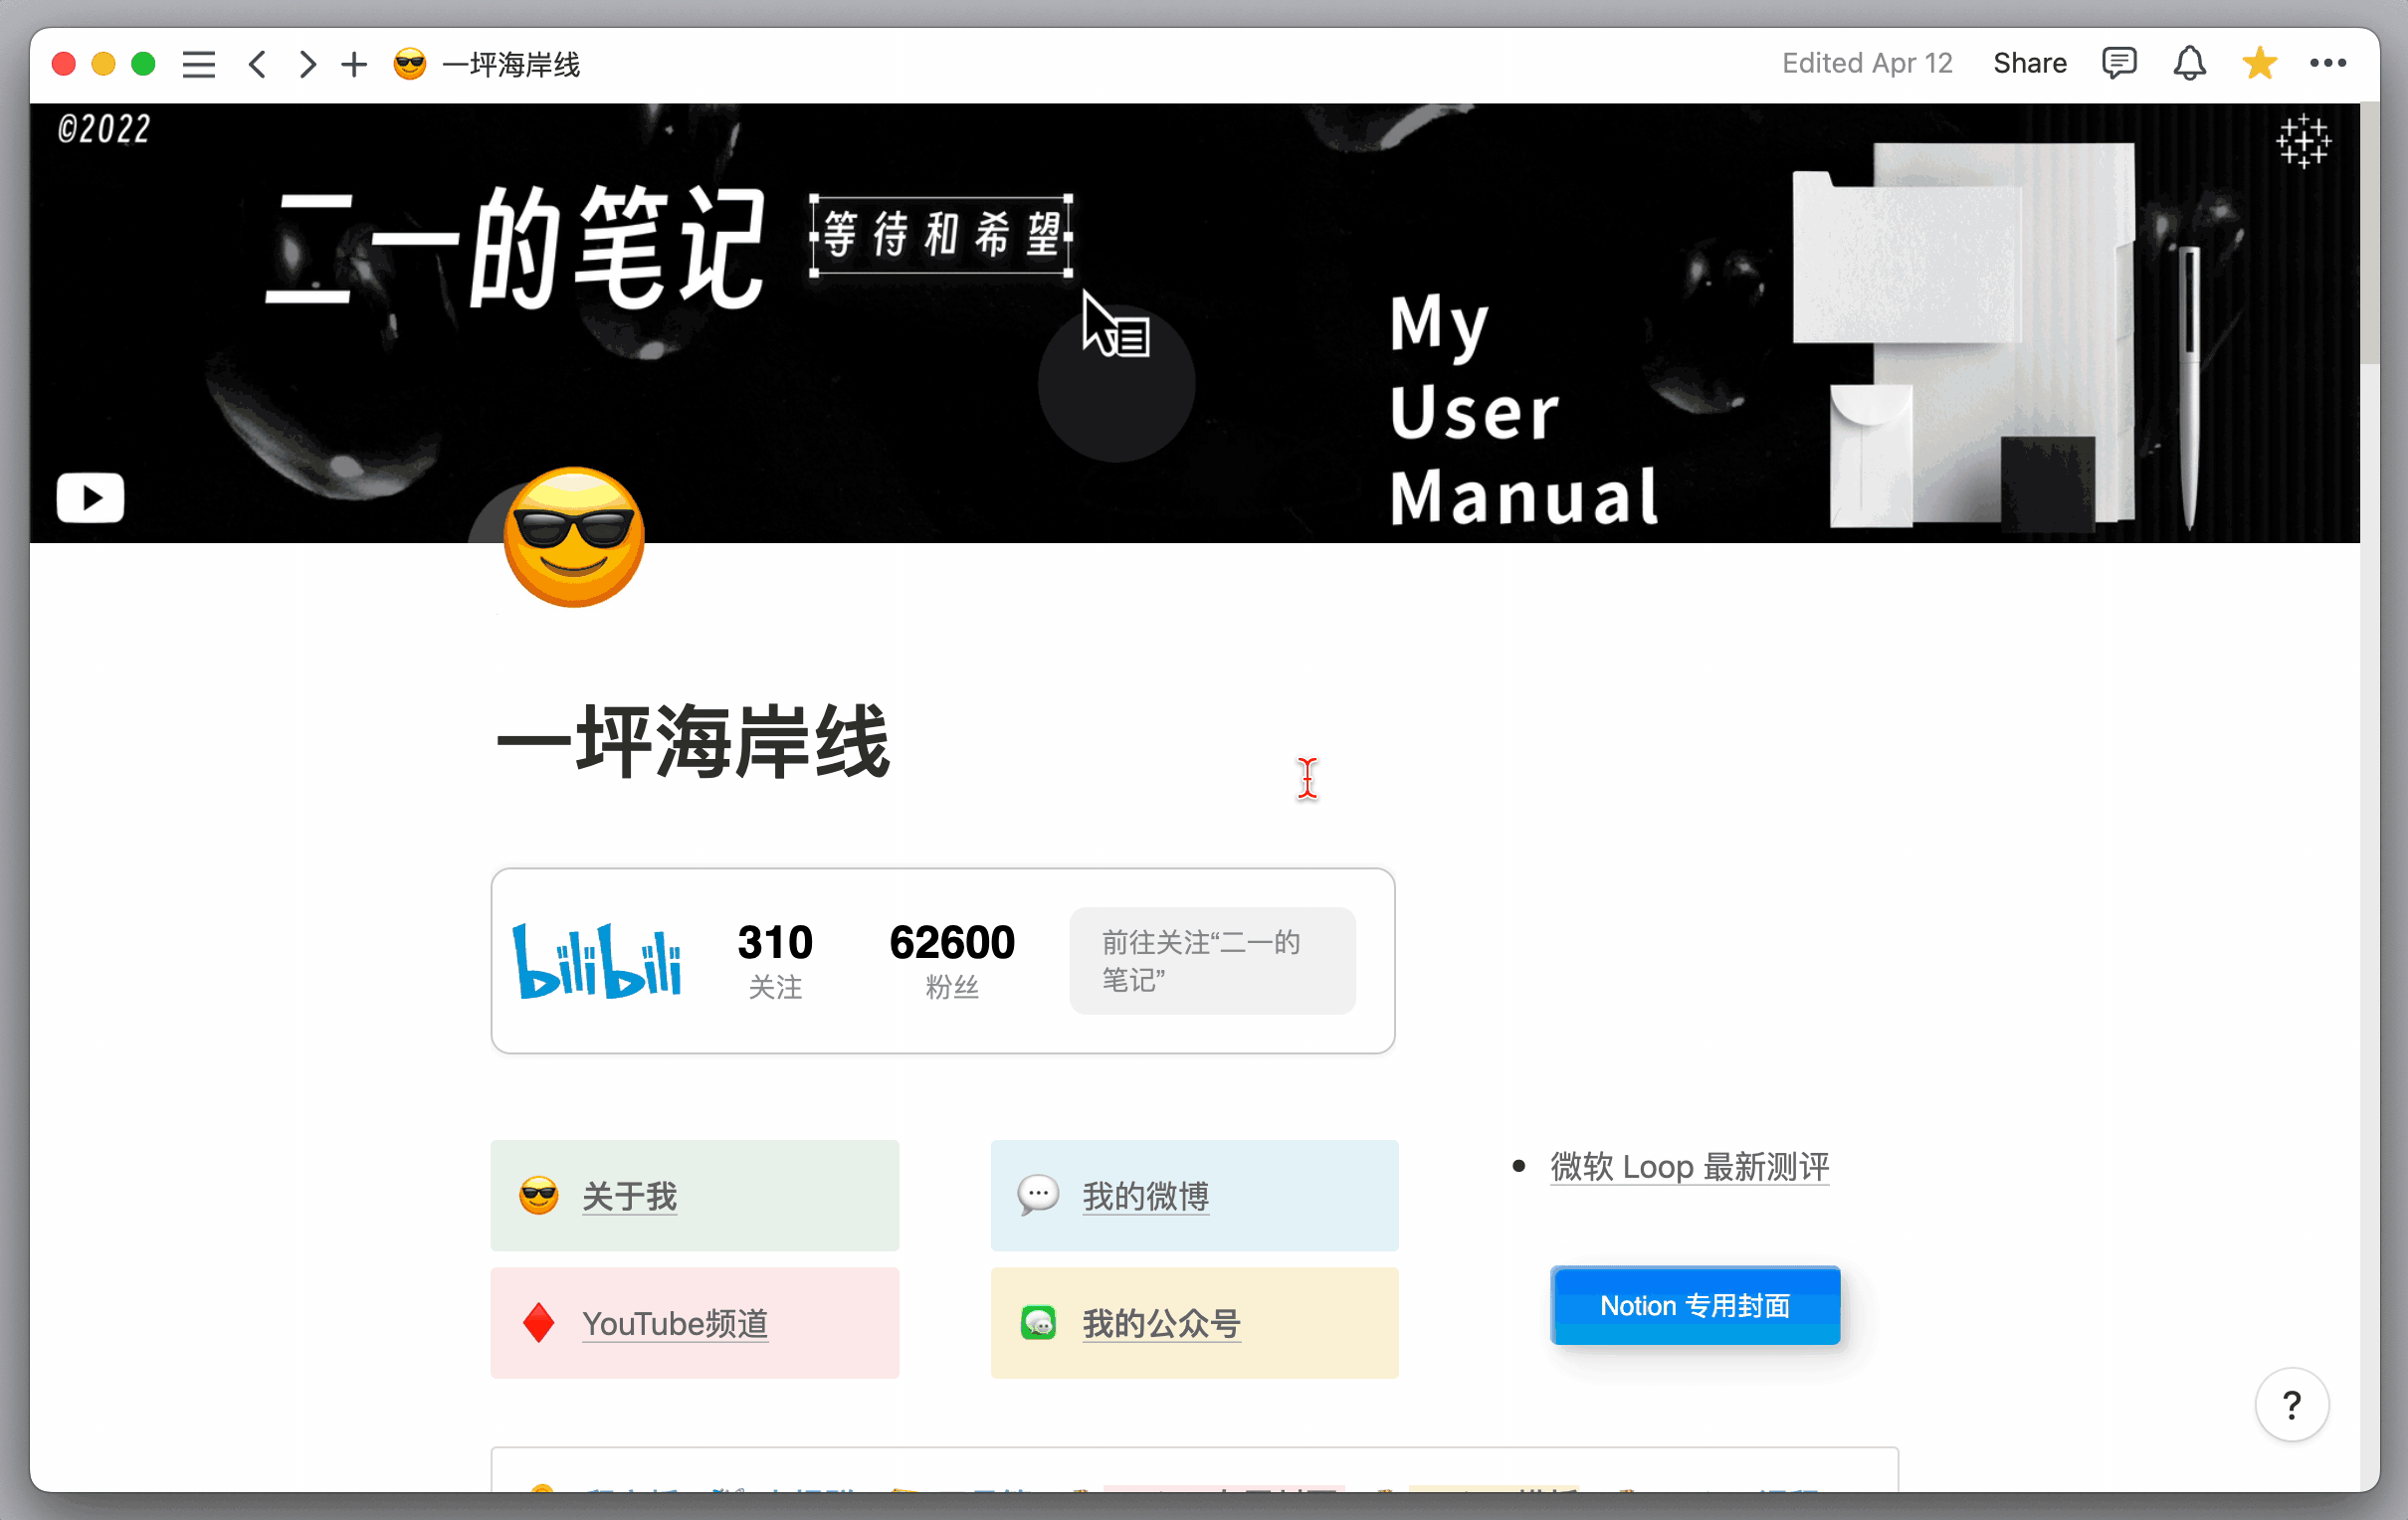 一坪海岸线
Edited Apr 12
Share
©2022
二一的笔记
等待和希望
My
User
Manual
一坪海岸线
bilibili
310
关注
62600
粉丝
前往关注“二一的
笔记”
关于我
我的微博
微软 Loop 最新测评
YouTube频道
我的公众号
Notion 专用封面
?